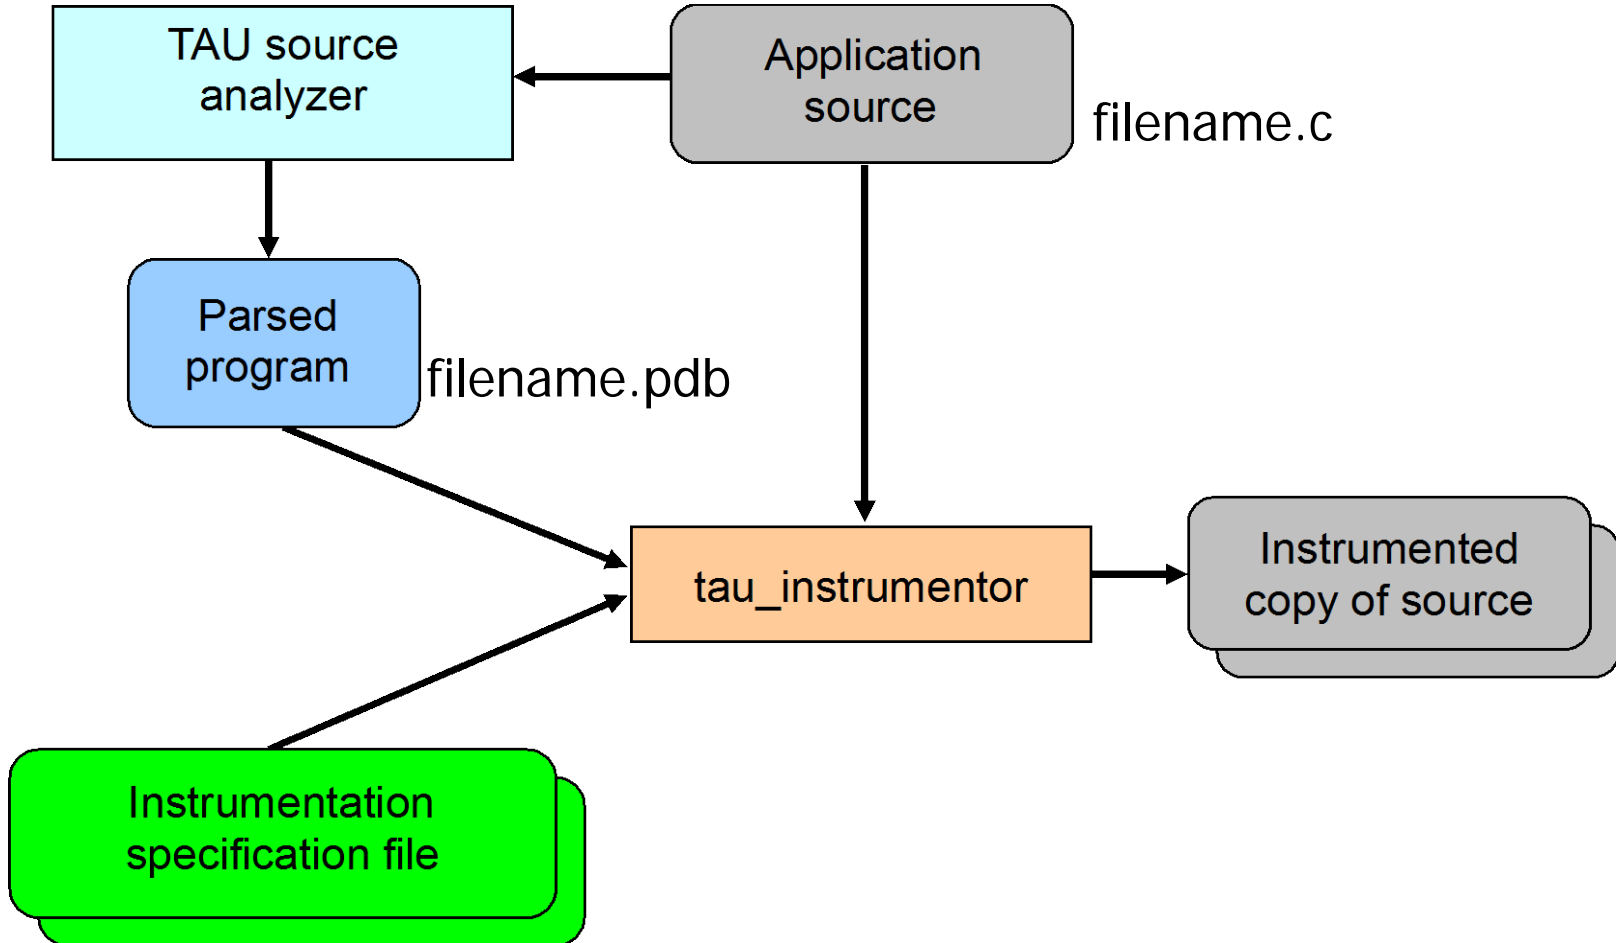 TAU source
analyzer
Application
source
filename.c
Parsed
program
filename.pdb
tau_instrumentor
Instrumented
copy of source
Instrumentation
specification file